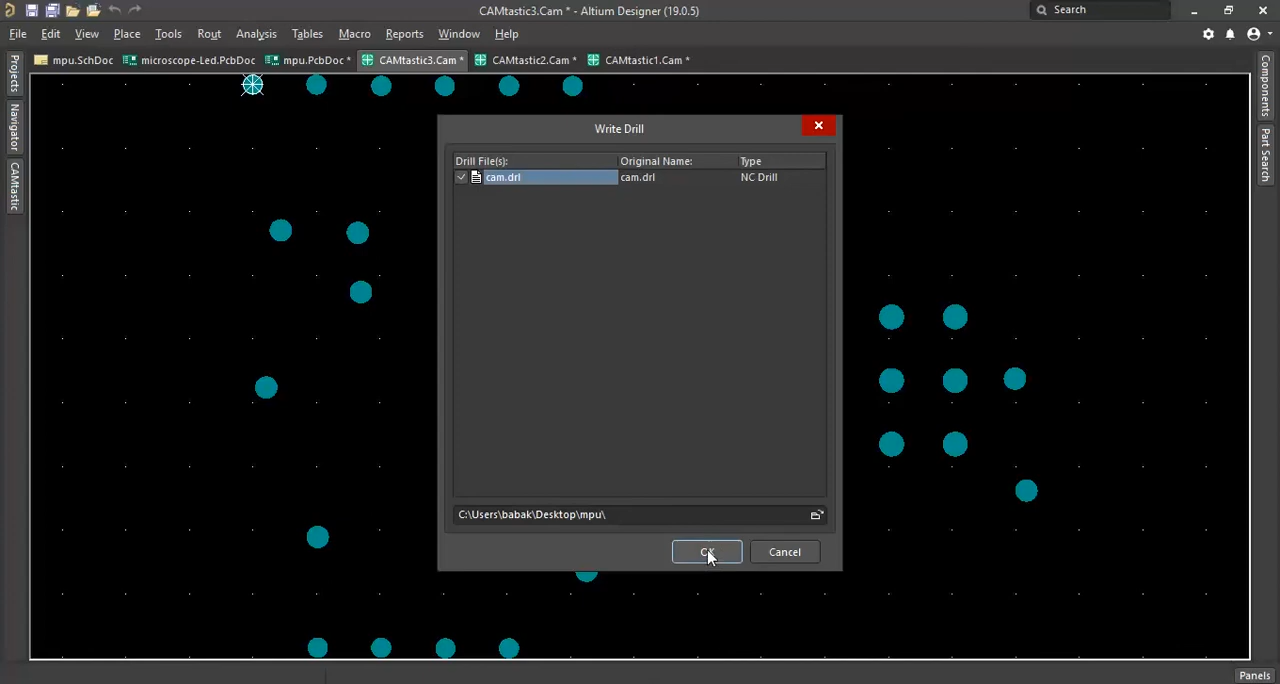 CAMtastic3.Cam * - Altium Designer (19.0.5)
Search
File Edit View Place Tools Rout Analysis Tables Macro Reports Window Help
mpu.SchDoc microscope-Led.PcbDoc mpu.PcbDoc * CAMtastic3.Cam * CAMtastic2.Cam * CAMtastic1.Cam *
Projects
Navigator
CAMtastic
Components
Part Search
Write Drill
Drill File(s): Original Name: Type
cam.drl cam.drl NC Drill
C:\Users\babak\Desktop\mpu\
OK Cancel
Panels